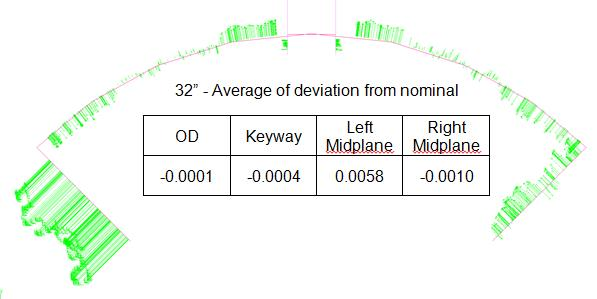 32” - Average of deviation from nominal
OD Keyway Left Midplane Right Midplane
-0.0001 -0.0004 0.0058 -0.0010